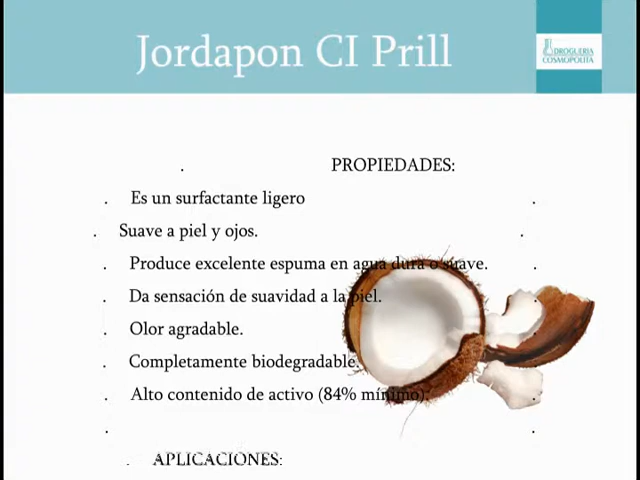 Jordapon CI Prill
DROGUERIA
COSMOPOLITA
PROPIEDADES:
Es un surfactante ligero
Suave a piel y ojos.
Produce excelente espuma en agua dura o suave.
Da sensación de suavidad a la piel.
Olor agradable.
Completamente biodegradable.
Alto contenido de activo (84% mínimo).
APLICACIONES: